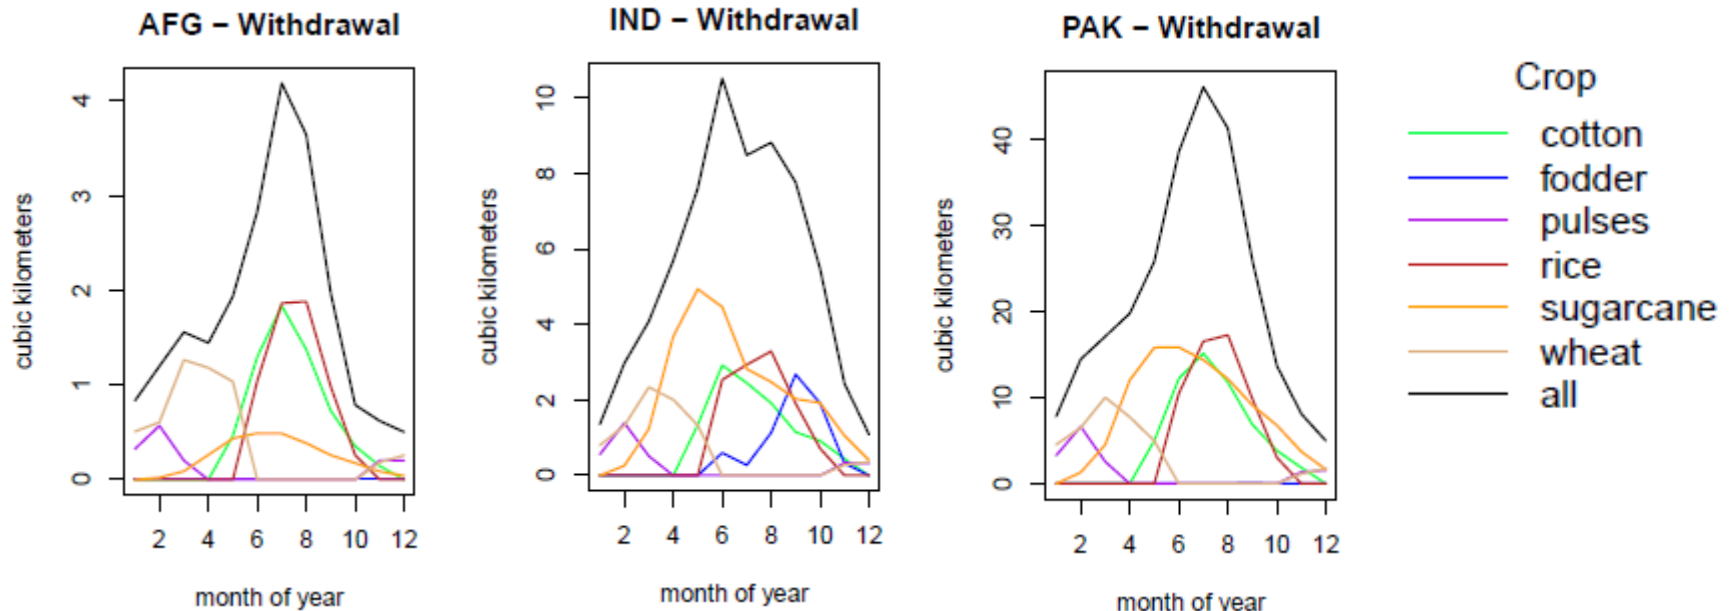 AFG – Withdrawal
cubic kilometers
4
3
2
1
0
2 4 6 8 10 12
month of year
IND – Withdrawal
cubic kilometers
10
8
6
4
2
0
2 4 6 8 10 12
month of year
PAK – Withdrawal
cubic kilometers
40
30
20
10
0
2 4 6 8 10 12
month of year
Crop
cotton
fodder
pulses
rice
sugarcane
wheat
all